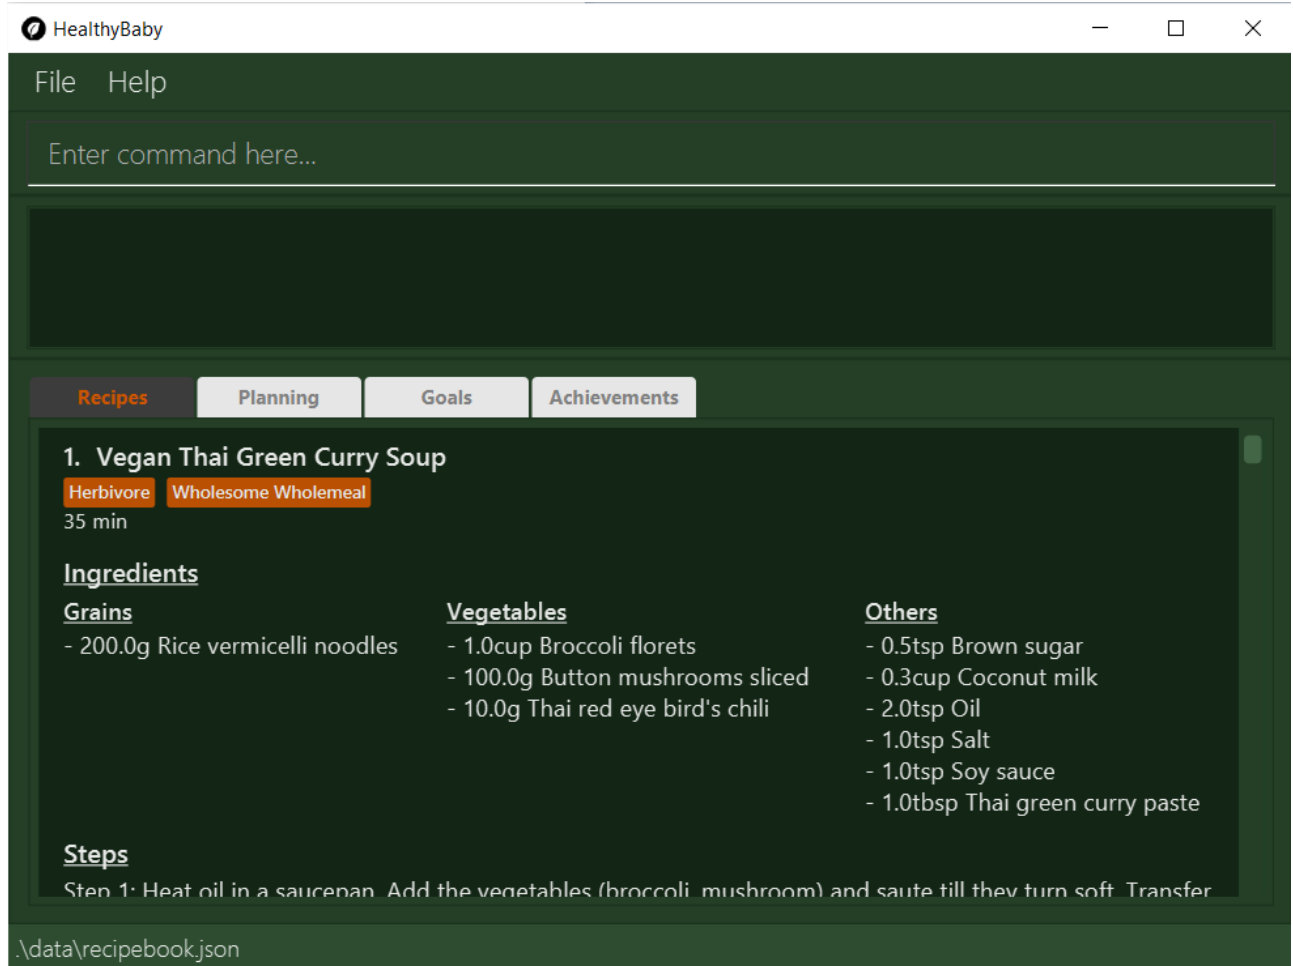 HealthyBaby
File Help
Enter command here...
Recipes Planning Goals Achievements
1. Vegan Thai Green Curry Soup
Herbivore Wholesome Wholemeal
35 min
Ingredients
Grains
- 200.0g Rice vermicelli noodles
Vegetables
- 1.0cup Broccoli florets
- 100.0g Button mushrooms sliced
- 10.0g Thai red eye bird's chili
Others
- 0.5tsp Brown sugar
- 0.3cup Coconut milk
- 2.0tsp Oil
- 1.0tsp Salt
- 1.0tsp Soy sauce
- 1.0tbsp Thai green curry paste
Steps
Step 1: Heat oil in a saucepan. Add the vegetables (broccoli, mushroom) and saute till they turn soft. Transfer
.\data\recipebook.json